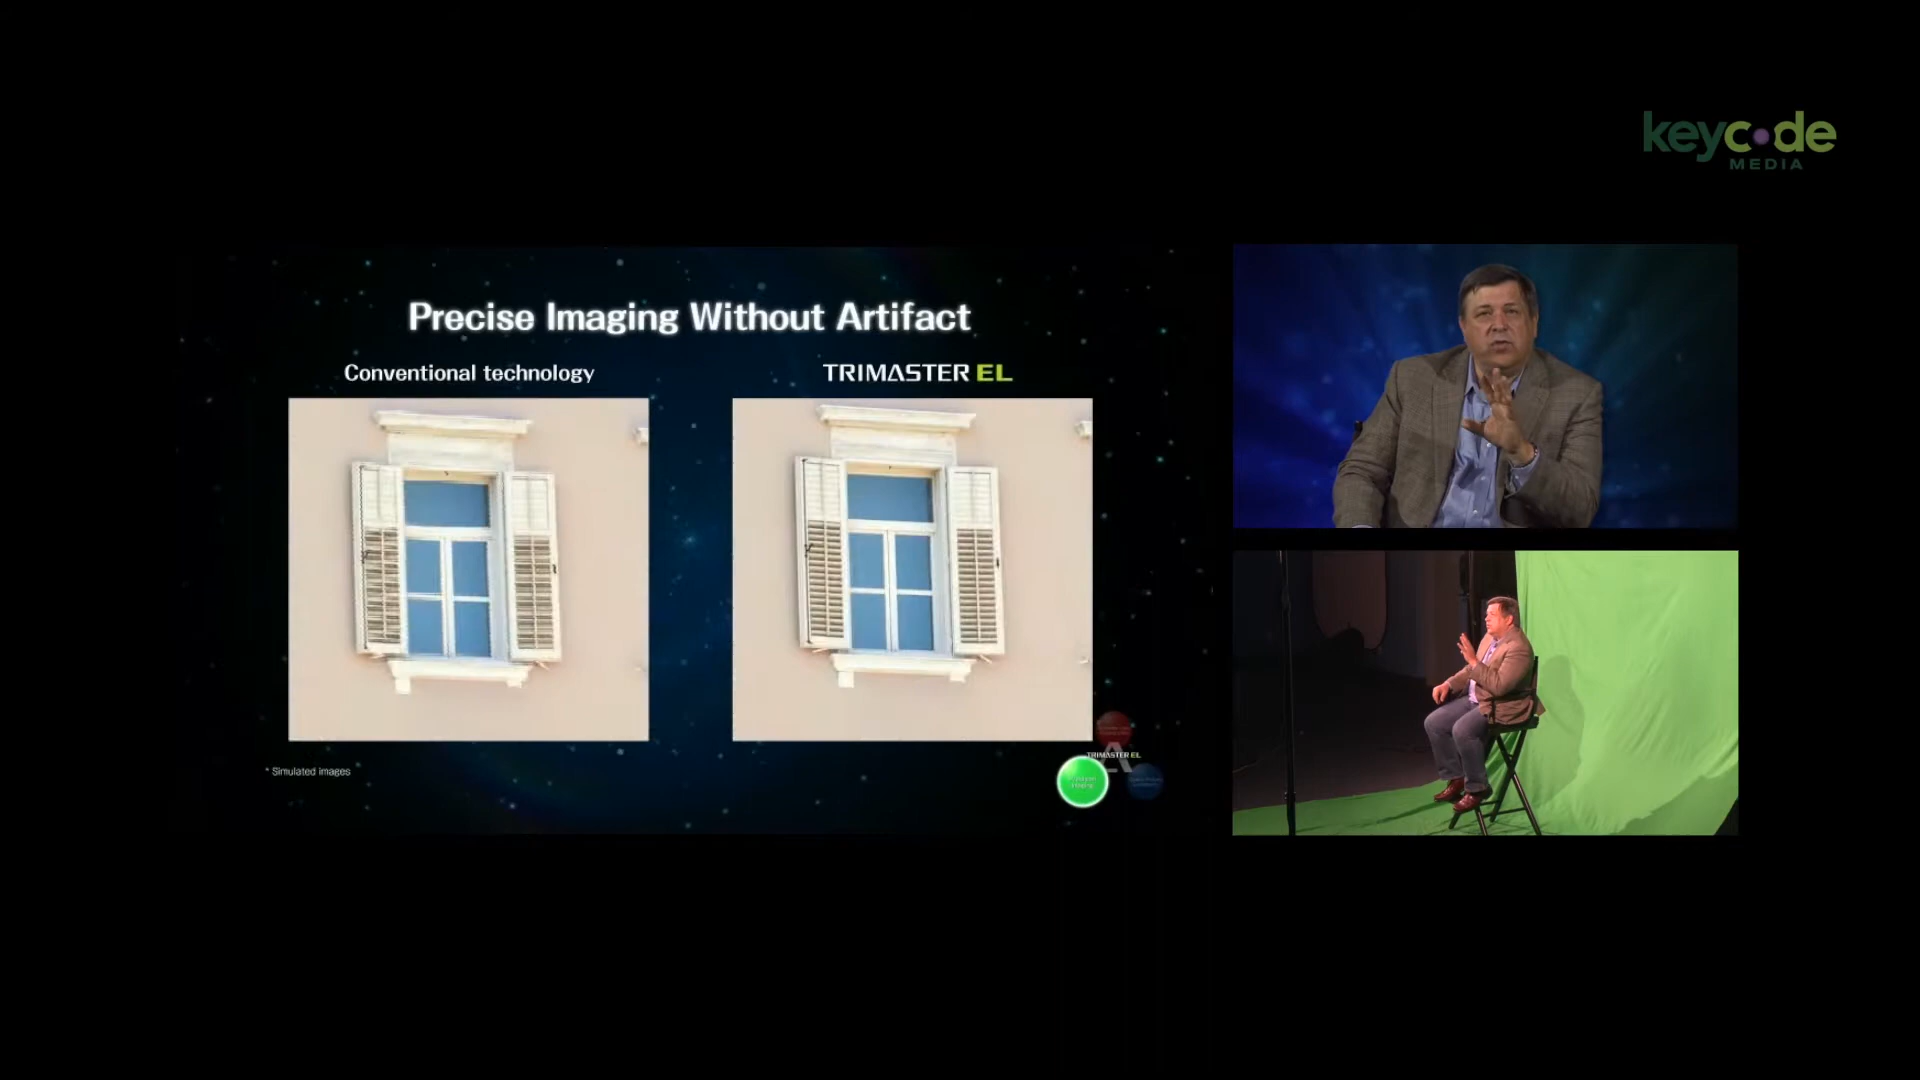 keycode
MEDIA
Precise Imaging Without Artifact
Conventional technology
TRIMASTER EL
TRIMASTER EL
* Simulated images